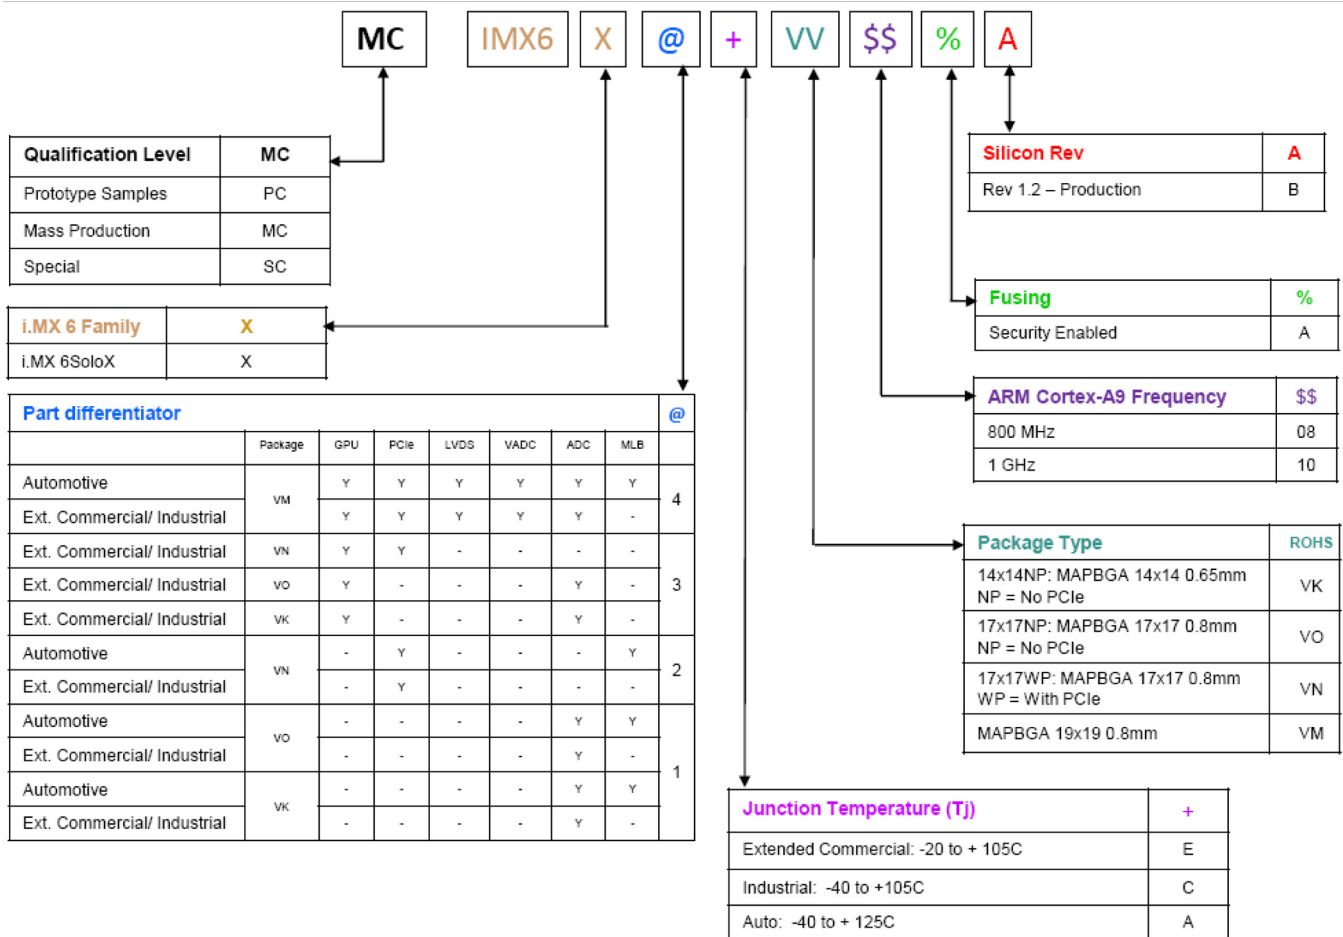 MC IMX6 X @ + VV $$ % A
Qualification Level MC
Prototype Samples PC
Mass Production MC
Special SC
Silicon Rev A
Rev 1.2 – Production B
i.MX 6 Family X
i.MX 6SoloX X
Fusing %
Security Enabled A
ARM Cortex-A9 Frequency $$
800 MHz 08
1 GHz 10
Part differentiator @
Package GPU PCIe LVDS VADC ADC MLB
Automotive VM Y Y Y Y Y Y 4
Ext. Commercial/ Industrial Y Y Y Y Y -
Ext. Commercial/ Industrial VN Y Y - - - -
Ext. Commercial/ Industrial VO Y - - - Y - 3
Ext. Commercial/ Industrial VK Y - - - Y -
Automotive VN - Y - - - Y 2
Ext. Commercial/ Industrial - Y - - - -
Automotive VO - - - - Y Y 1
Ext. Commercial/ Industrial - - - - Y -
Automotive VK - - - - Y Y
Ext. Commercial/ Industrial - - - - Y -
Package Type ROHS
14x14NP: MAPBGA 14x14 0.65mm VK
NP = No PCIe
17x17NP: MAPBGA 17x17 0.8mm VO
NP = No PCIe
17x17WP: MAPBGA 17x17 0.8mm VN
WP = With PCIe
MAPBGA 19x19 0.8mm VM
Junction Temperature (Tj) +
Extended Commercial: -20 to + 105C E
Industrial: -40 to +105C C
Auto: -40 to + 125C A